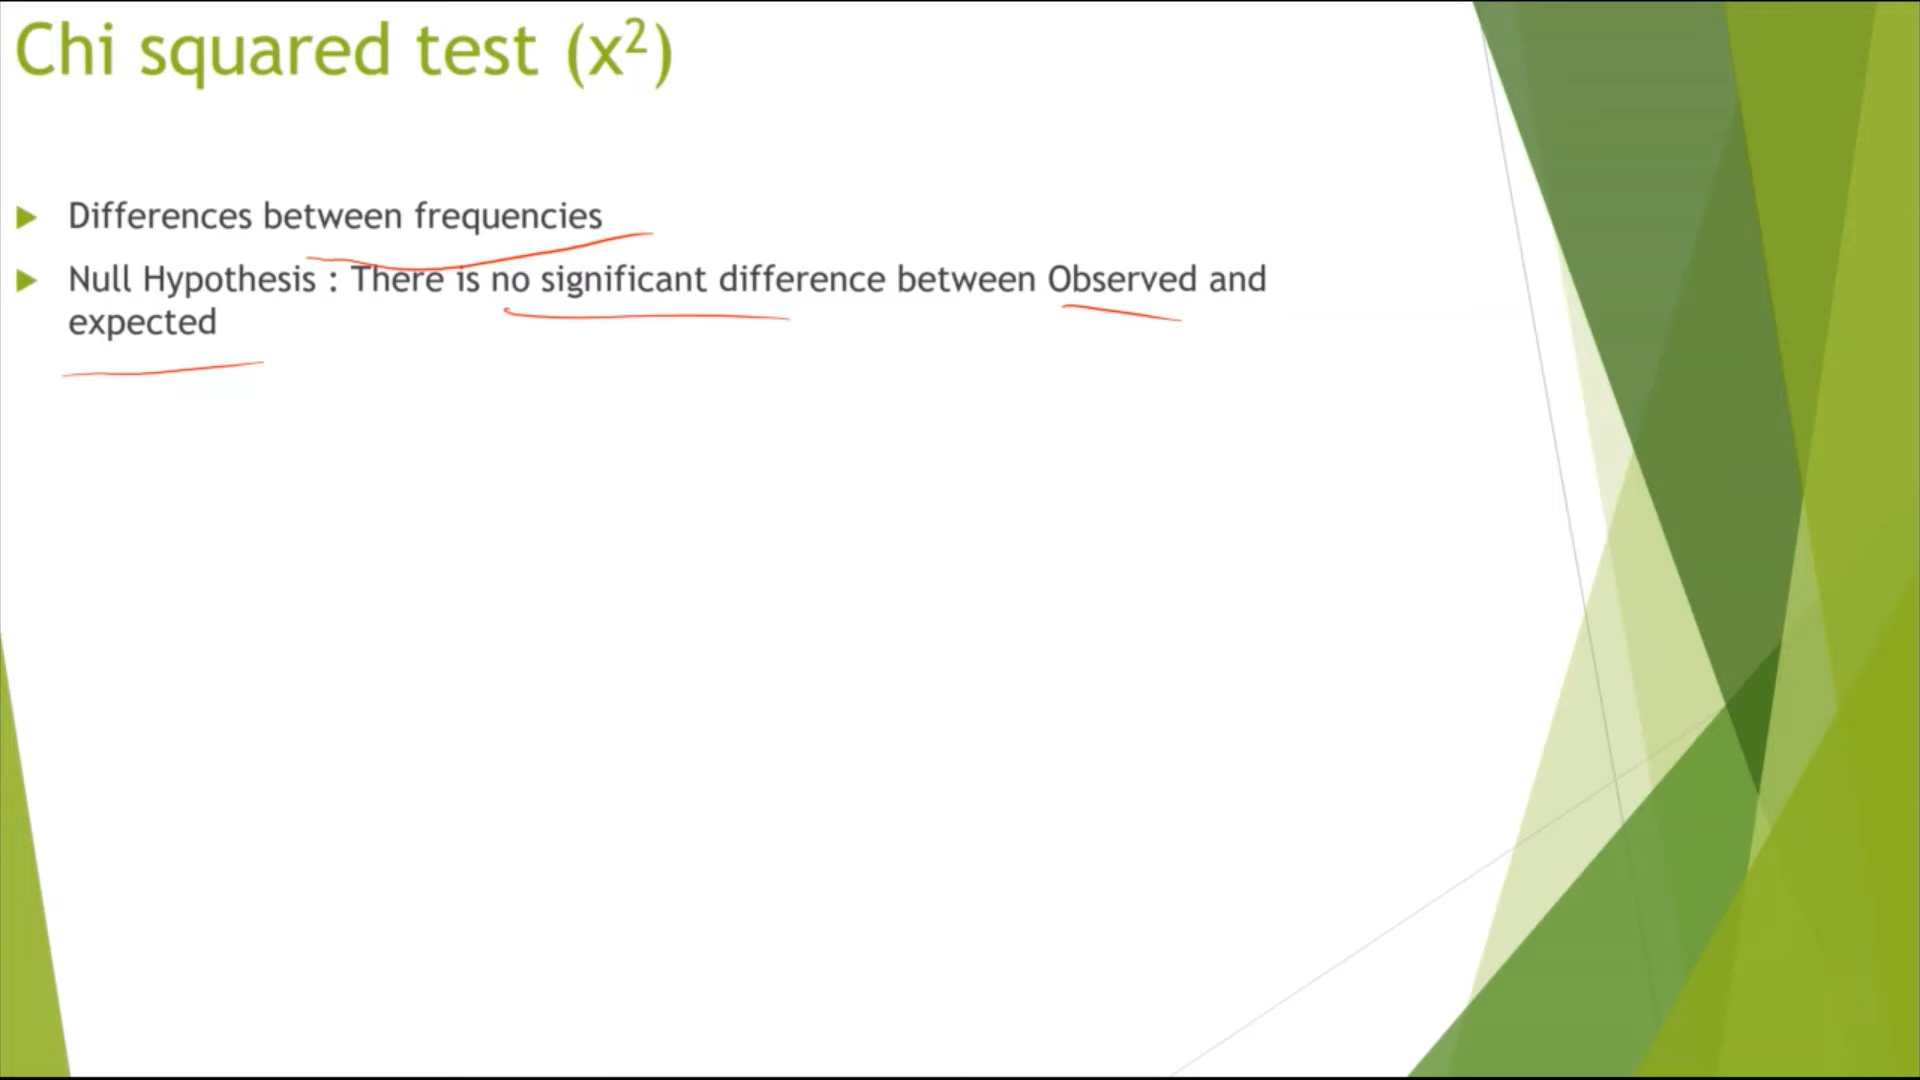 Chi squared test (x²)
Differences between frequencies
Null Hypothesis : There is no significant difference between Observed and
expected